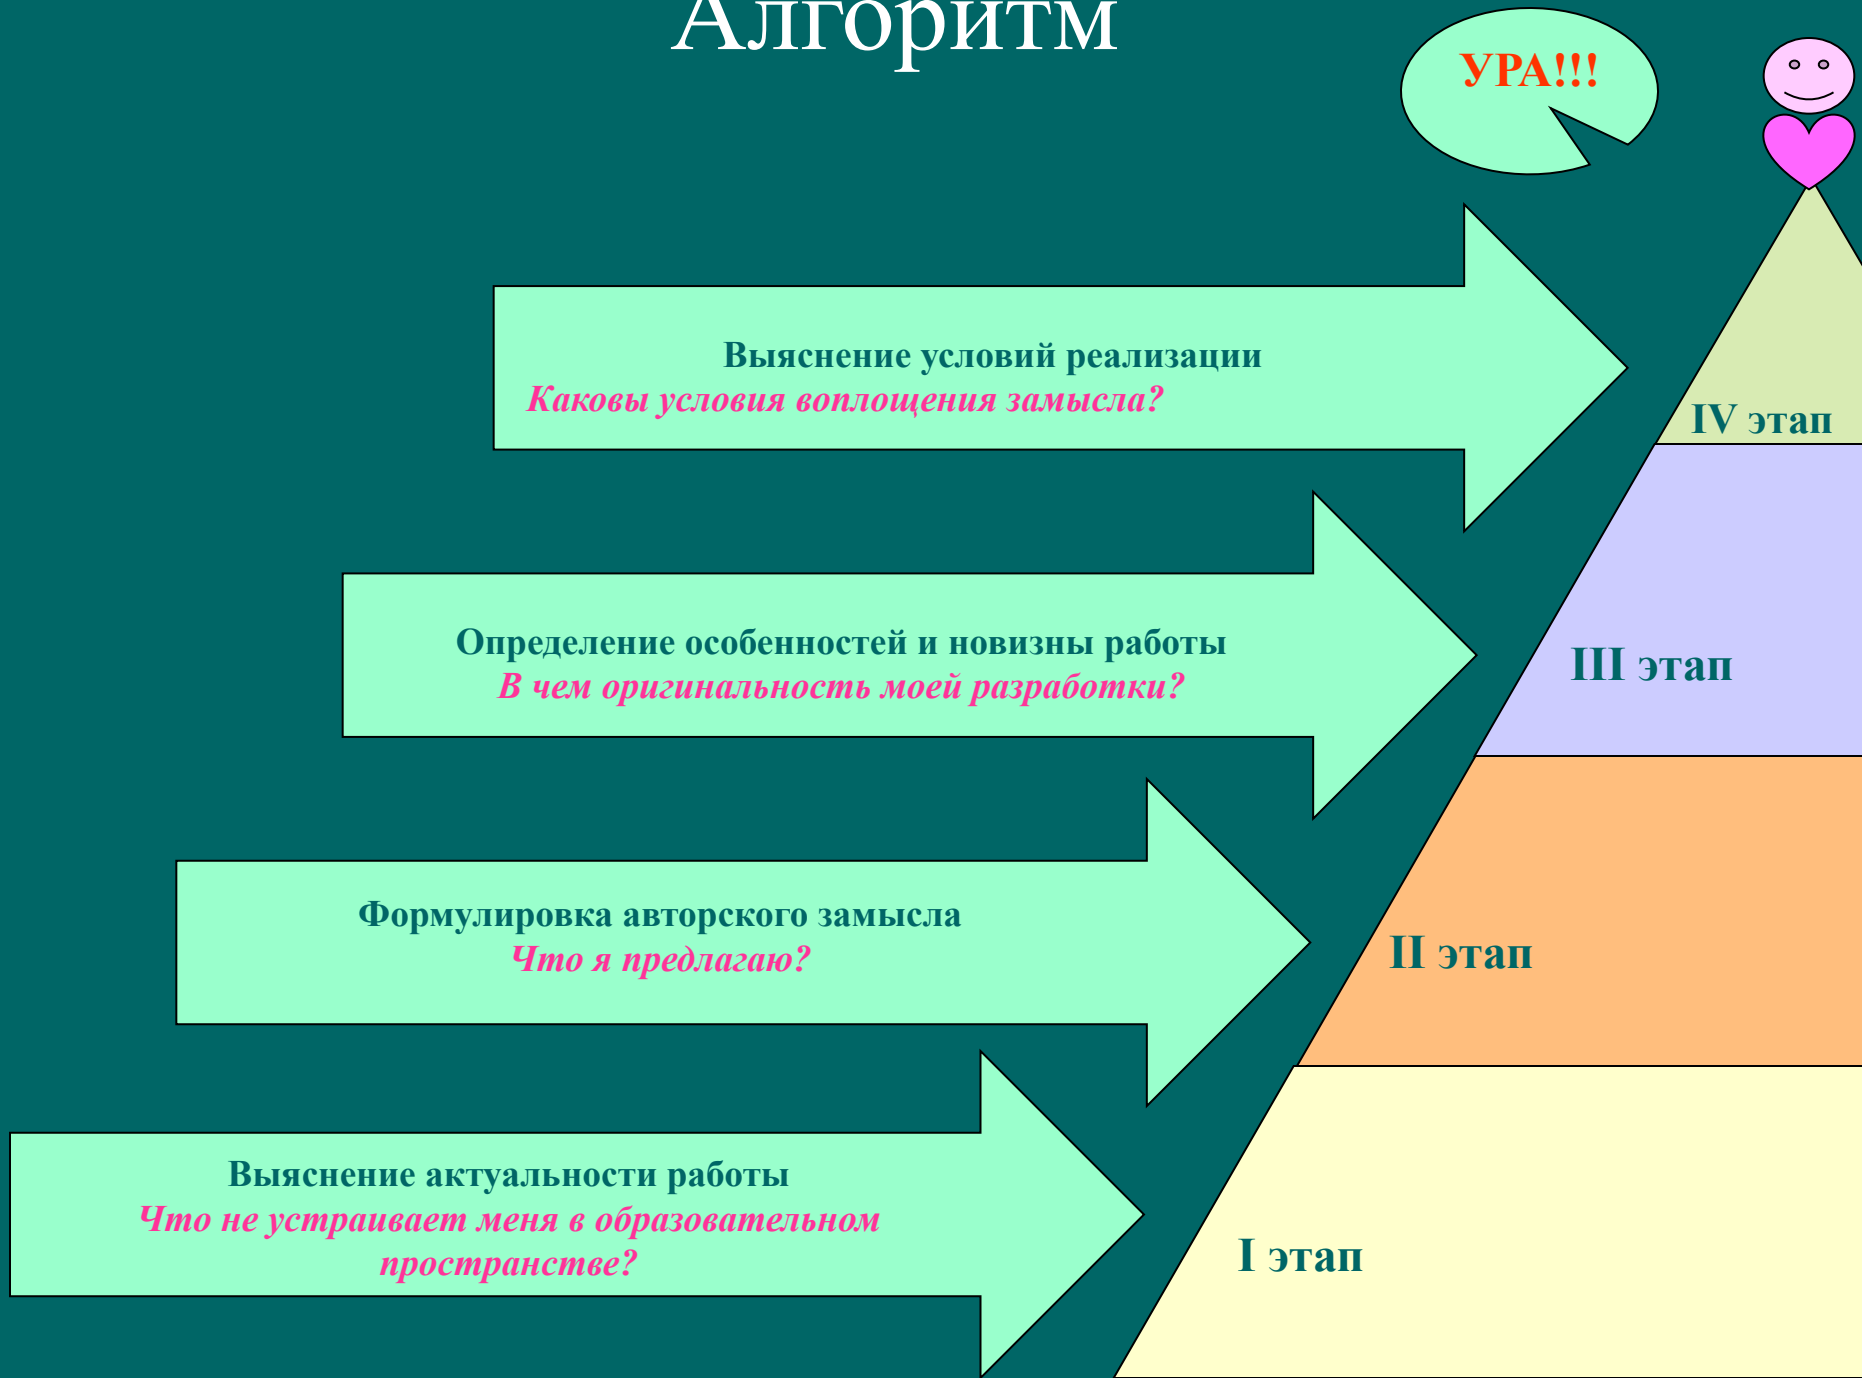 Алгоритм
УРА!!!
Выяснение условий реализации
Каковы условия воплощения замысла?
IV этап
Определение особенностей и новизны работы
В чем оригинальность моей разработки?
III этап
Формулировка авторского замысла
Что я предлагаю?
II этап
Выяснение актуальности работы
Что не устраивает меня в образовательном
пространстве?
I этап